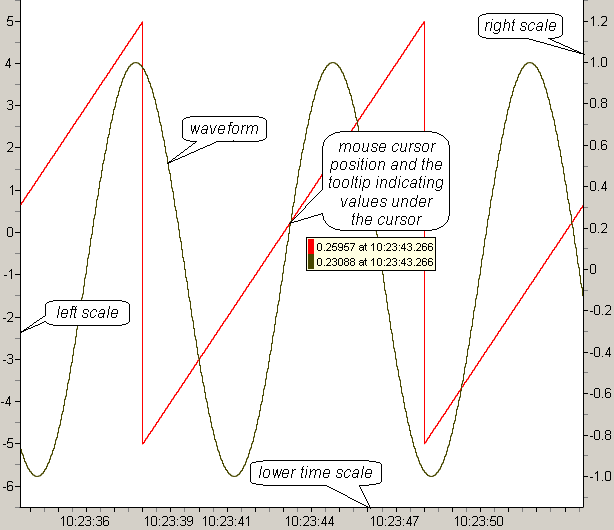 5
4
3
2
1
0
-1
-2
-3
-4
-5
-6
1.2
1.0
0.8
0.6
0.4
0.2
0
-0.2
-0.4
-0.6
-0.8
-1.0
right scale
waveform
mouse cursor
position and the
tooltip indicating
values under
the cursor
0.25957 at 10:23:43.266
0.23088 at 10:23:43.266
left scale
lower time scale
10:23:36 10:23:39 10:23:41 10:23:44 10:23:47 10:23:50